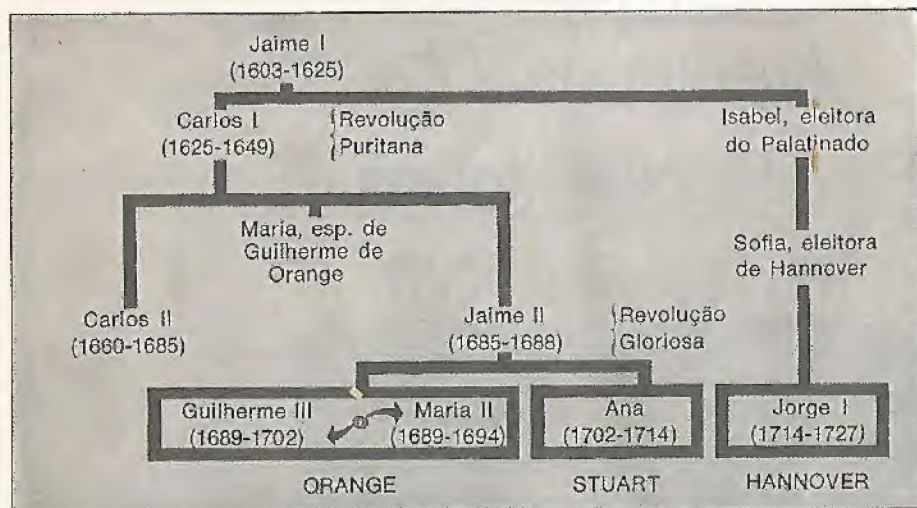 Jaime I
(1603-1625)
Carlos I
(1625-1649)
Revolução
Puritana
Isabel, eleitora
do Palatinado
Maria, esp. de
Guilherme de
Orange
Sofia, eleitora
de Hannover
Carlos II
(1660-1685)
Jaime II
(1685-1688)
Revolução
Gloriosa
Guilherme III
(1689-1702)
Maria II
(1689-1694)
Ana
(1702-1714)
Jorge I
(1714-1727)
ORANGE
STUART
HANNOVER